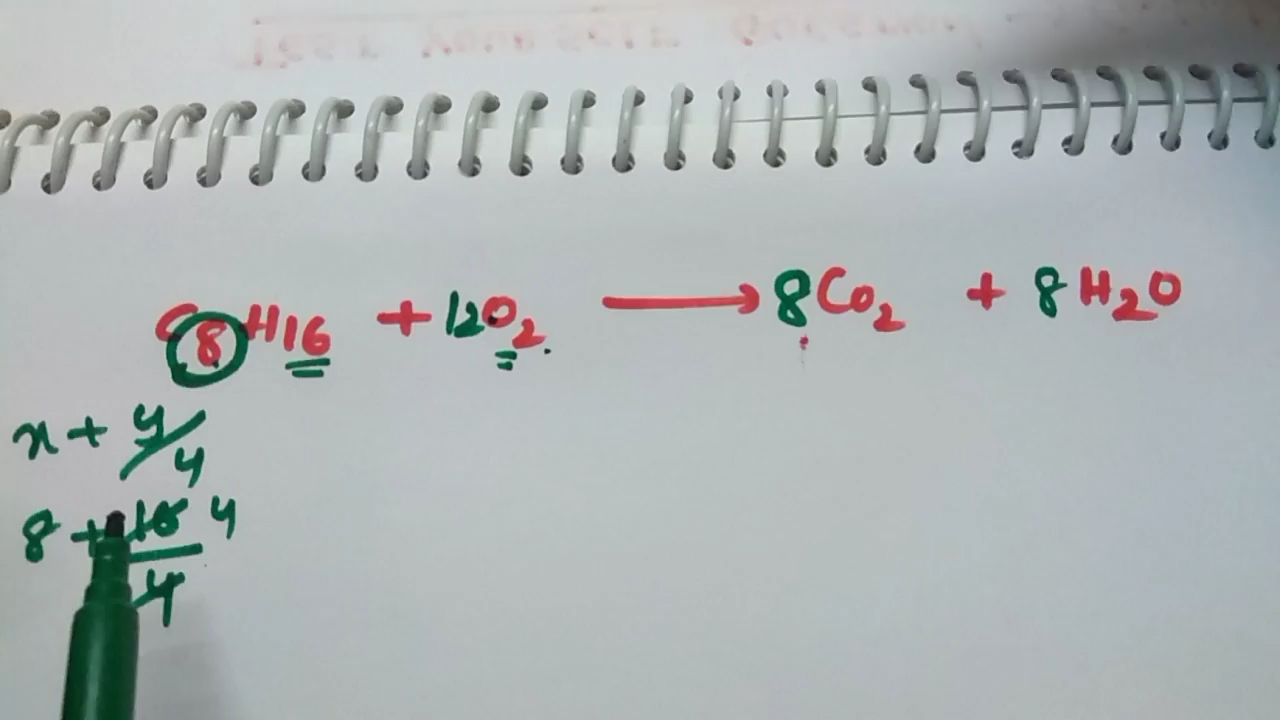 C8H16 + 12O2 → 8Co2 + 8H2O
x + y/4
8 + 16/4 4